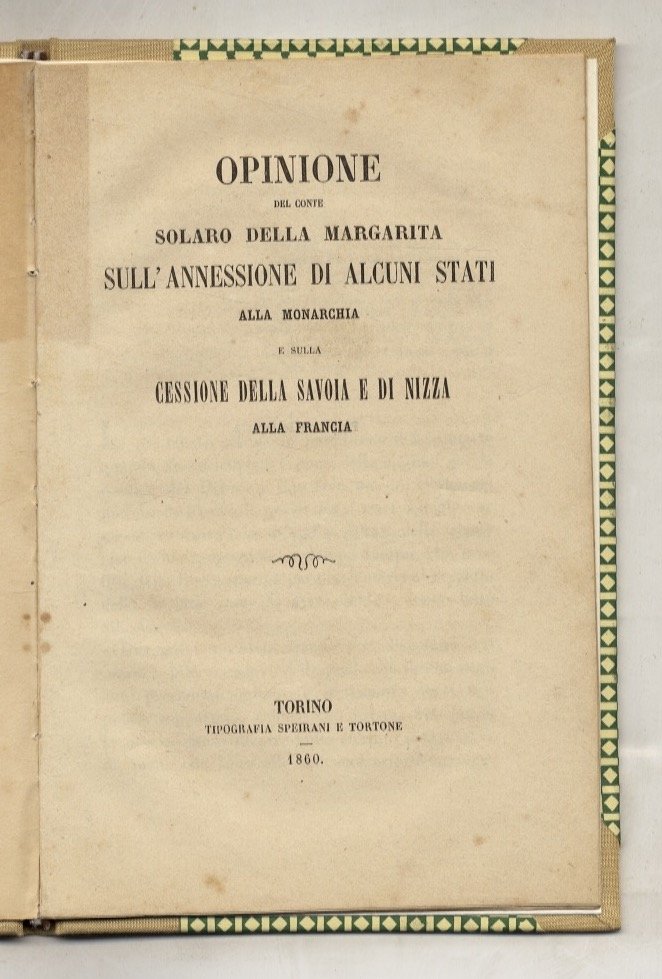 OPINIONE
DEL CONTE
SOLARO DELLA MARGARITA
SULL'ANNESSIONE DI ALCUNI STATI
ALLA MONARCHIA
E SULLA
CESSIONE DELLA SAVOIA E DI NIZZA
ALLA FRANCIA
TORINO
TIPOGRAFIA SPEIRANI E TORTONE
1860.